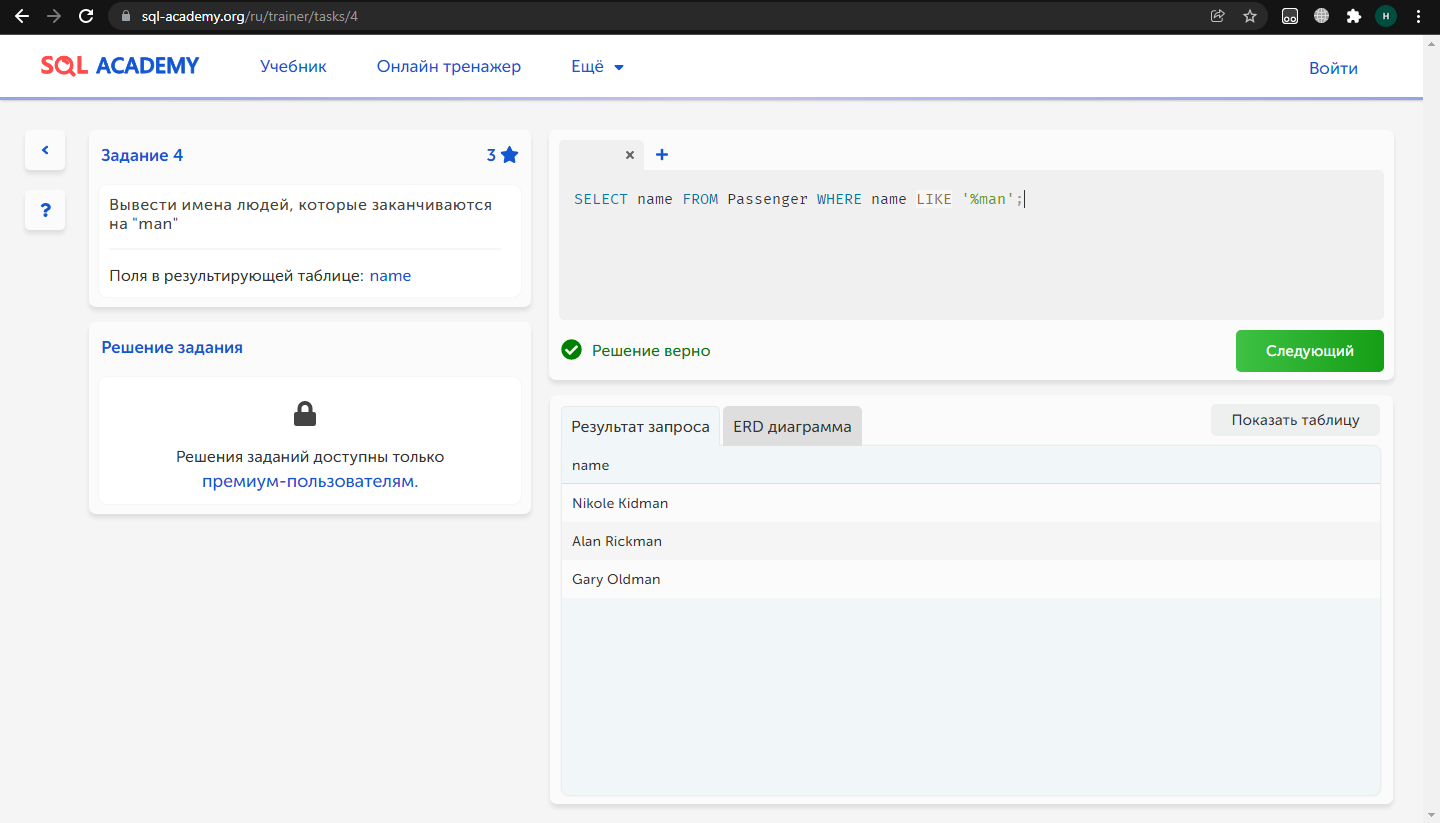 sql-academy.org/ru/trainer/tasks/4
H
SQL ACADEMY
Учебник
Онлайн тренажер
Ещё
Войти
Задание 4
3
Вывести имена людей, которые заканчиваются
на "man"
Поля в результирующей таблице: name
?
Решение задания
Решения заданий доступны только
премиум-пользователям.
SELECT name FROM Passenger WHERE name LIKE '%man';
Решение верно
Следующий
Результат запроса
ERD диаграмма
Показать таблицу
name
Nikole Kidman
Alan Rickman
Gary Oldman